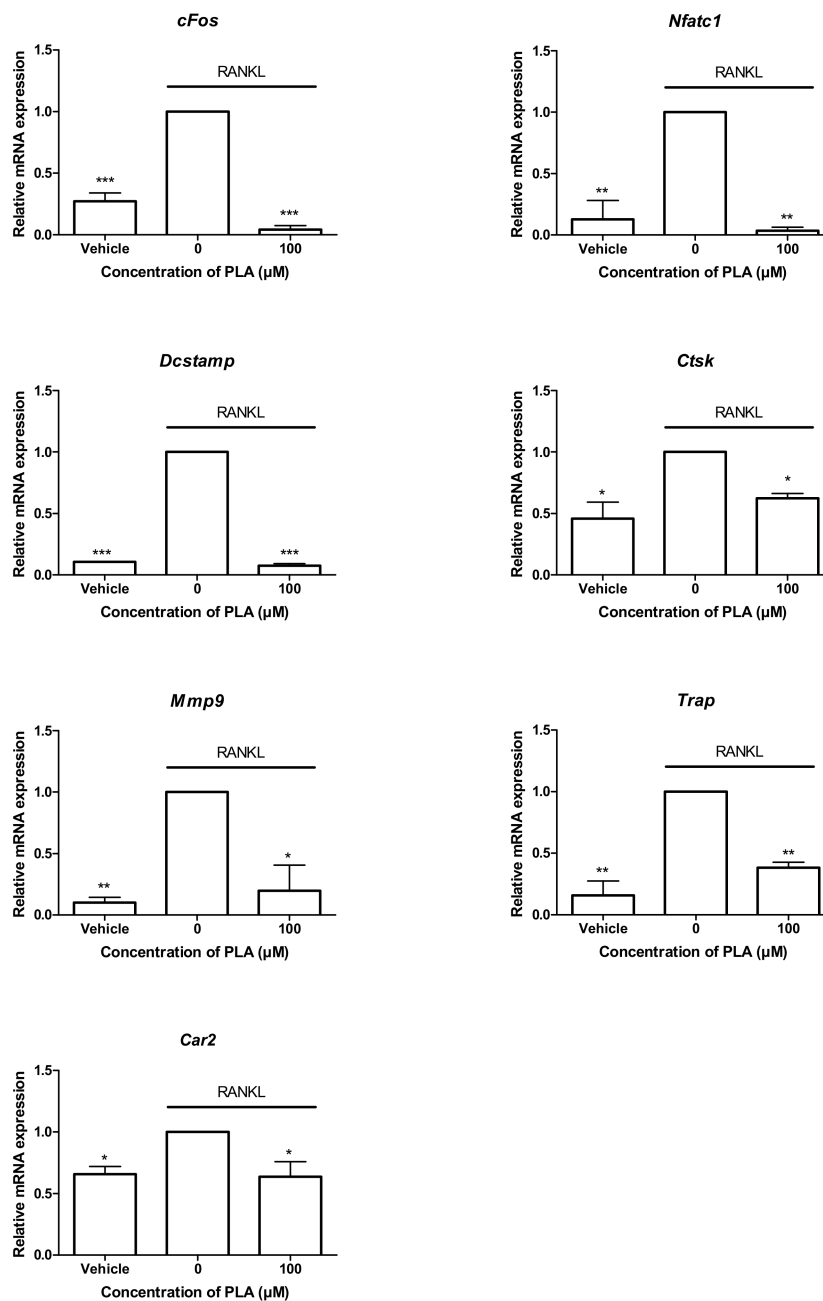 cFos
RANKL
Relative mRNA expression
1.5
1.0
0.5
0.0
***
***
Vehicle
0
100
Concentration of PLA (µM)
Nfatc1
RANKL
Relative mRNA expression
1.5
1.0
0.5
0.0
**
**
Vehicle
0
100
Concentration of PLA (µM)
Dcstamp
RANKL
Relative mRNA expression
1.5
1.0
0.5
0.0
***
***
Vehicle
0
100
Concentration of PLA (µM)
Ctsk
RANKL
Relative mRNA expression
1.5
1.0
0.5
0.0
*
*
Vehicle
0
100
Concentration of PLA (µM)
Mmp9
RANKL
Relative mRNA expression
1.5
1.0
0.5
0.0
**
*
Vehicle
0
100
Concentration of PLA (µM)
Trap
RANKL
Relative mRNA expression
1.5
1.0
0.5
0.0
**
**
Vehicle
0
100
Concentration of PLA (µM)
Car2
RANKL
Relative mRNA expression
1.5
1.0
0.5
0.0
*
*
Vehicle
0
100
Concentration of PLA (µM)